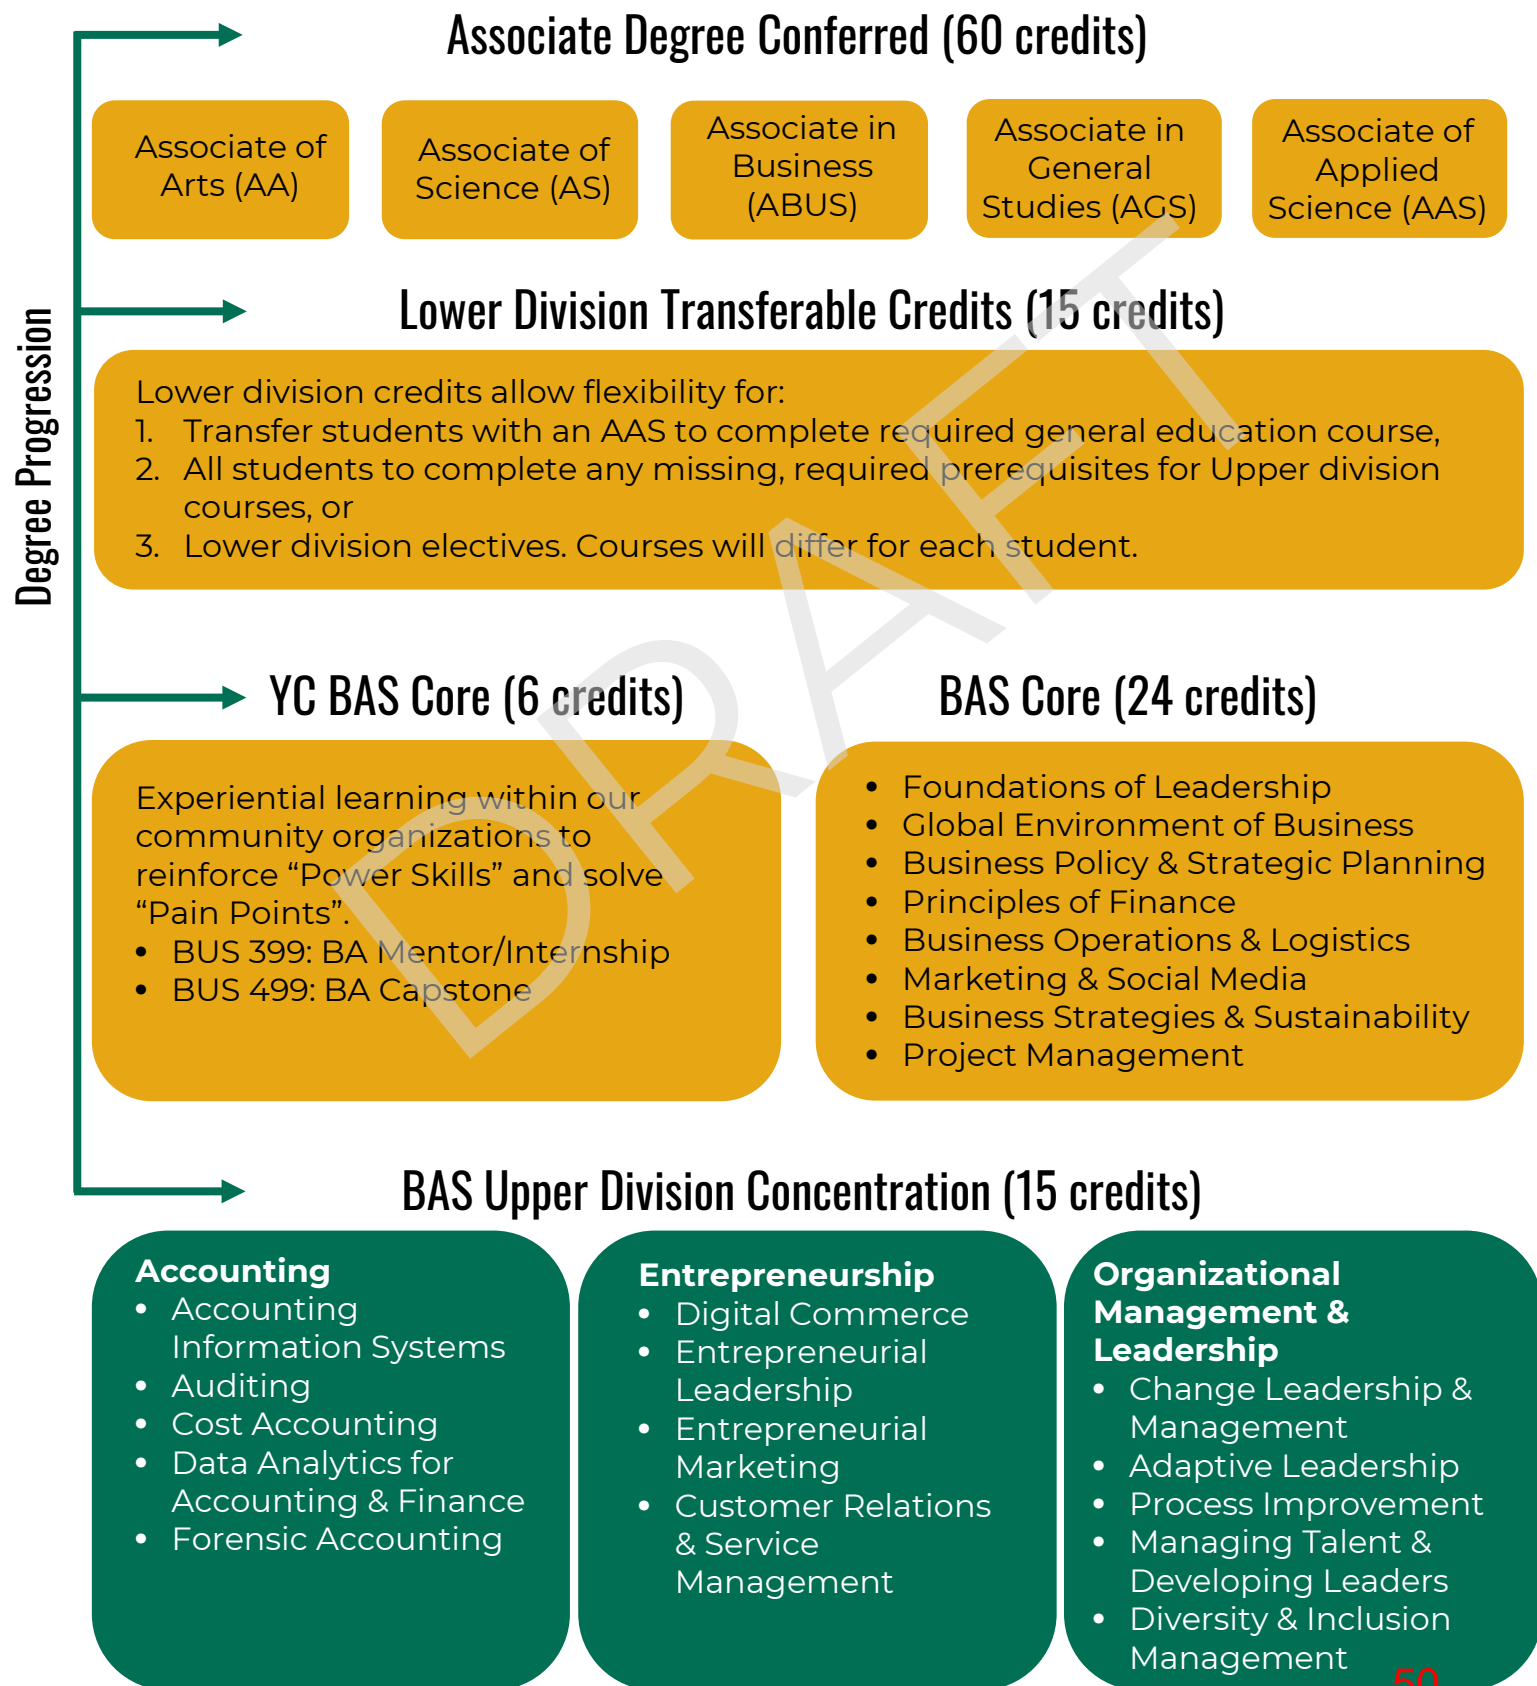 Associate Degree Conferred (60 credits)
Associate of
Arts (AA)
Associate of
Science (AS)
Associate in
Business
(ABUS)
Associate in
General
Studies (AGS)
Associate of
Applied
Science (AAS)
Degree Progression
Lower Division Transferable Credits (15 credits)
Lower division credits allow flexibility for:
1. Transfer students with an AAS to complete required general education course,
2. All students to complete any missing, required prerequisites for Upper division
courses, or
3. Lower division electives. Courses will differ for each student.
YC BAS Core (6 credits)
Experiential learning within our
community organizations to
reinforce “Power Skills” and solve
“Pain Points”.
• BUS 399: BA Mentor/Internship
• BUS 499: BA Capstone
BAS Core (24 credits)
• Foundations of Leadership
• Global Environment of Business
• Business Policy & Strategic Planning
• Principles of Finance
• Business Operations & Logistics
• Marketing & Social Media
• Business Strategies & Sustainability
• Project Management
DRAFT
BAS Upper Division Concentration (15 credits)
Accounting
• Accounting
Information Systems
• Auditing
• Cost Accounting
• Data Analytics for
Accounting & Finance
• Forensic Accounting
Entrepreneurship
• Digital Commerce
• Entrepreneurial
Leadership
• Entrepreneurial
Marketing
• Customer Relations
& Service
Management
Organizational
Management &
Leadership
• Change Leadership &
Management
• Adaptive Leadership
• Process Improvement
• Managing Talent &
Developing Leaders
• Diversity & Inclusion
Management
50